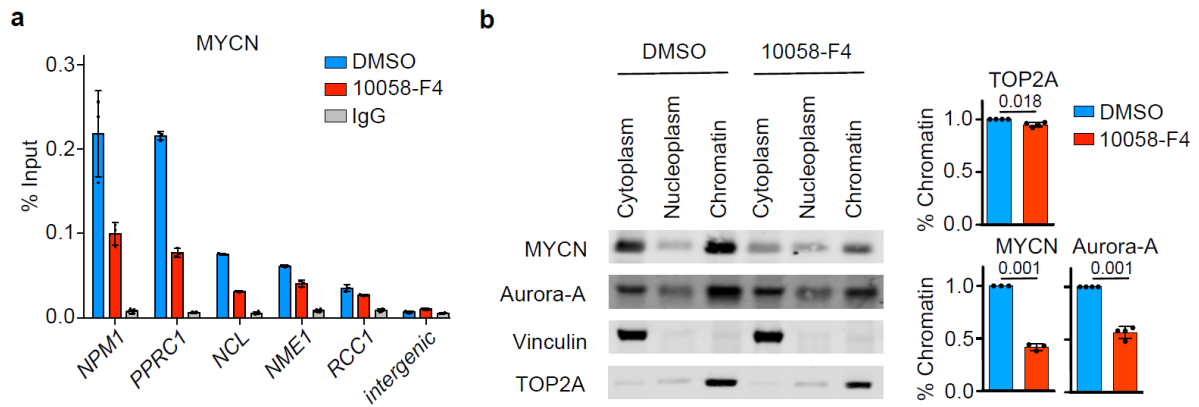 a
MYCN
DMSO
10058-F4
IgG
% Input
0.3
0.2
0.1
0.0
NPM1
PPRC1
NCL
NME1
RCC1
intergenic
b
DMSO
10058-F4
Cytoplasm
Nucleoplasm
Chromatin
Cytoplasm
Nucleoplasm
Chromatin
MYCN
Aurora-A
Vinculin
TOP2A
TOP2A
0.018
DMSO
10058-F4
% Chromatin
1.0
0.5
0.0
MYCN
0.001
% Chromatin
1.0
0.5
0.0
Aurora-A
0.001